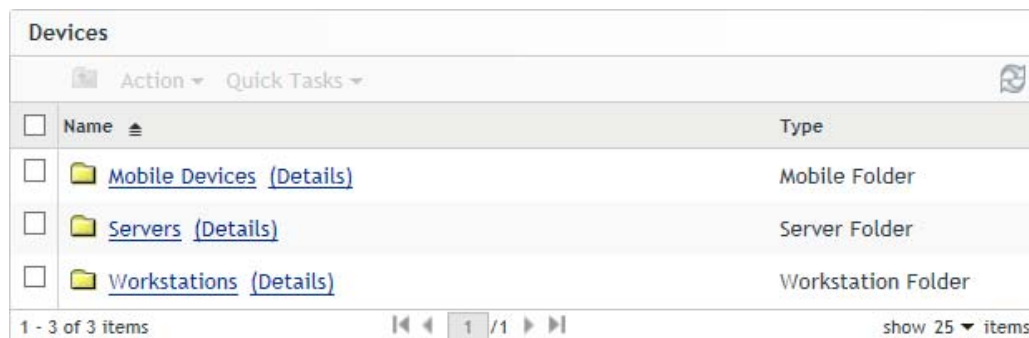 Devices
Action Quick Tasks
Name Type
Mobile Devices (Details) Mobile Folder
Servers (Details) Server Folder
Workstations (Details) Workstation Folder
1 - 3 of 3 items 1 /1 show 25 items